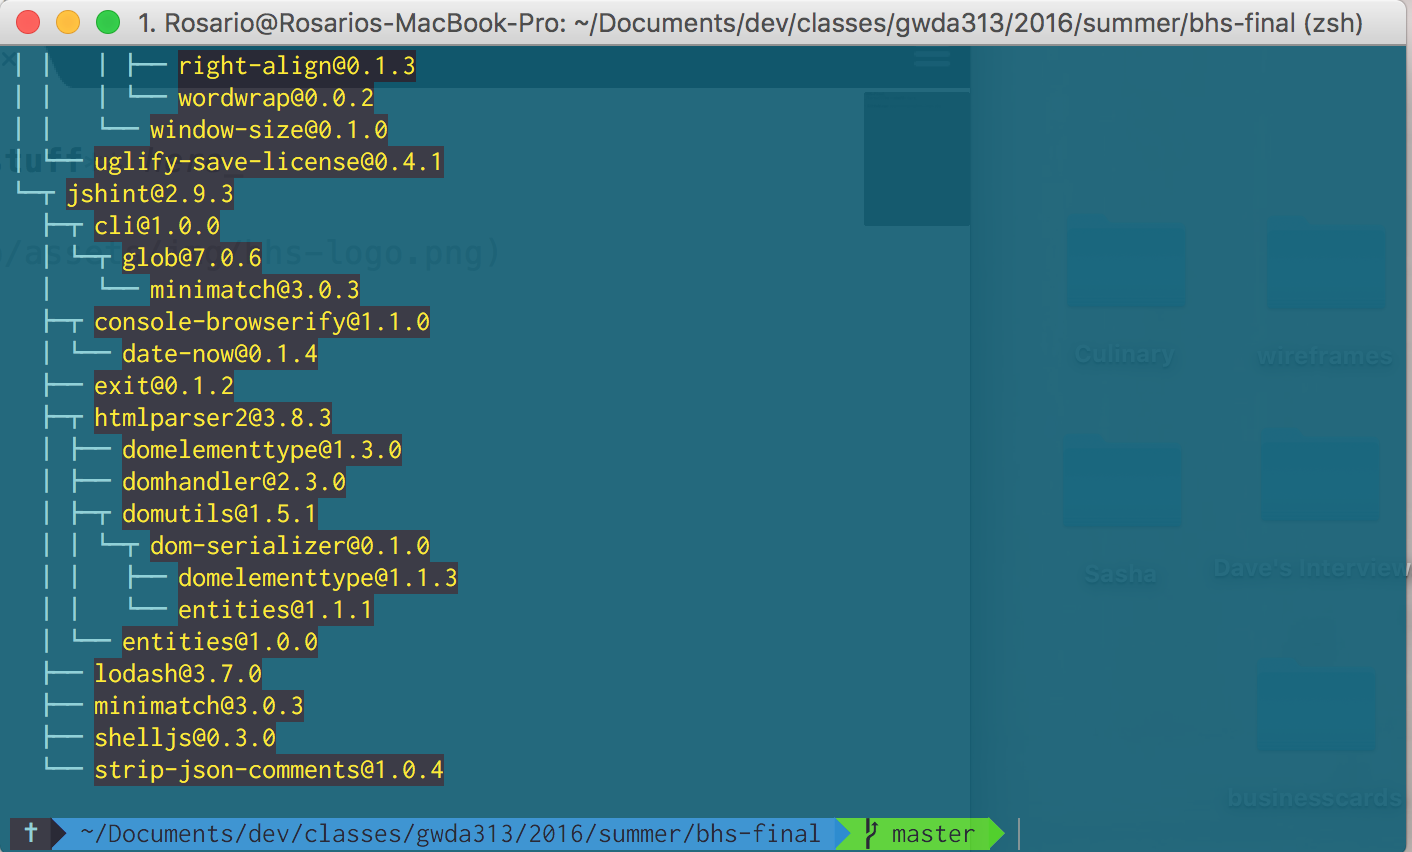 1. Rosario@Rosarios-MacBook-Pro: ~/Documents/dev/classes/gwda313/2016/summer/bhs-final (zsh)
│ │   │ ├── right-align@0.1.3
│ │   │ └── wordwrap@0.0.2
│ │   └── window-size@0.1.0
│ └── uglify-save-license@0.4.1
└─┬ jshint@2.9.3
  ├─┬ cli@1.0.0
  │ └─┬ glob@7.0.6
  │   └── minimatch@3.0.3
  ├─┬ console-browserify@1.1.0
  │ └── date-now@0.1.4
  ├── exit@0.1.2
  ├─┬ htmlparser2@3.8.3
  │ ├── domelementtype@1.3.0
  │ ├── domhandler@2.3.0
  │ ├─┬ domutils@1.5.1
  │ │ └─┬ dom-serializer@0.1.0
  │ │   ├── domelementtype@1.1.3
  │ │   └── entities@1.1.1
  │ └── entities@1.0.0
  ├── lodash@3.7.0
  ├── minimatch@3.0.3
  ├── shelljs@0.3.0
  └── strip-json-comments@1.0.4
† ~/Documents/dev/classes/gwda313/2016/summer/bhs-final master
stuff
hs-logo.png)
Culinary
wireframes
Sasha
Dave's Interview
businesscards